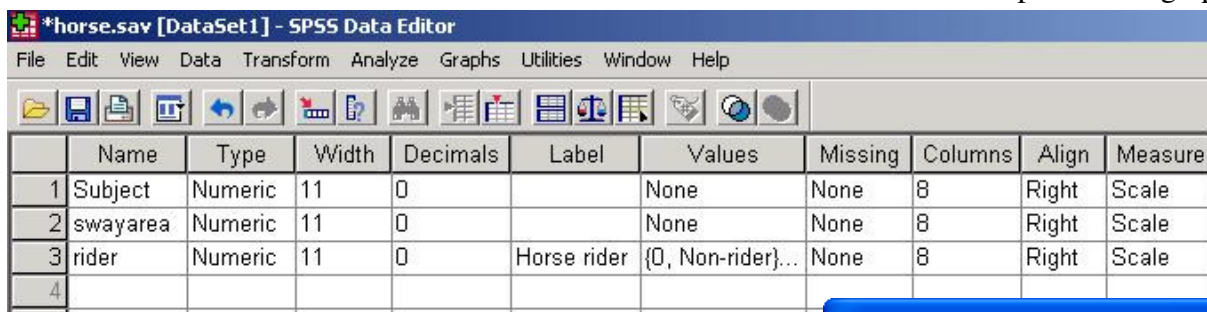 *horse.sav [DataSet1] - SPSS Data Editor
File Edit View Data Transform Analyze Graphs Utilities Window Help
Name Type Width Decimals Label Values Missing Columns Align Measure
1 Subject Numeric 11 0 None None 8 Right Scale
2 swayarea Numeric 11 0 None None 8 Right Scale
3 rider Numeric 11 0 Horse rider {0, Non-rider}... None 8 Right Scale
4